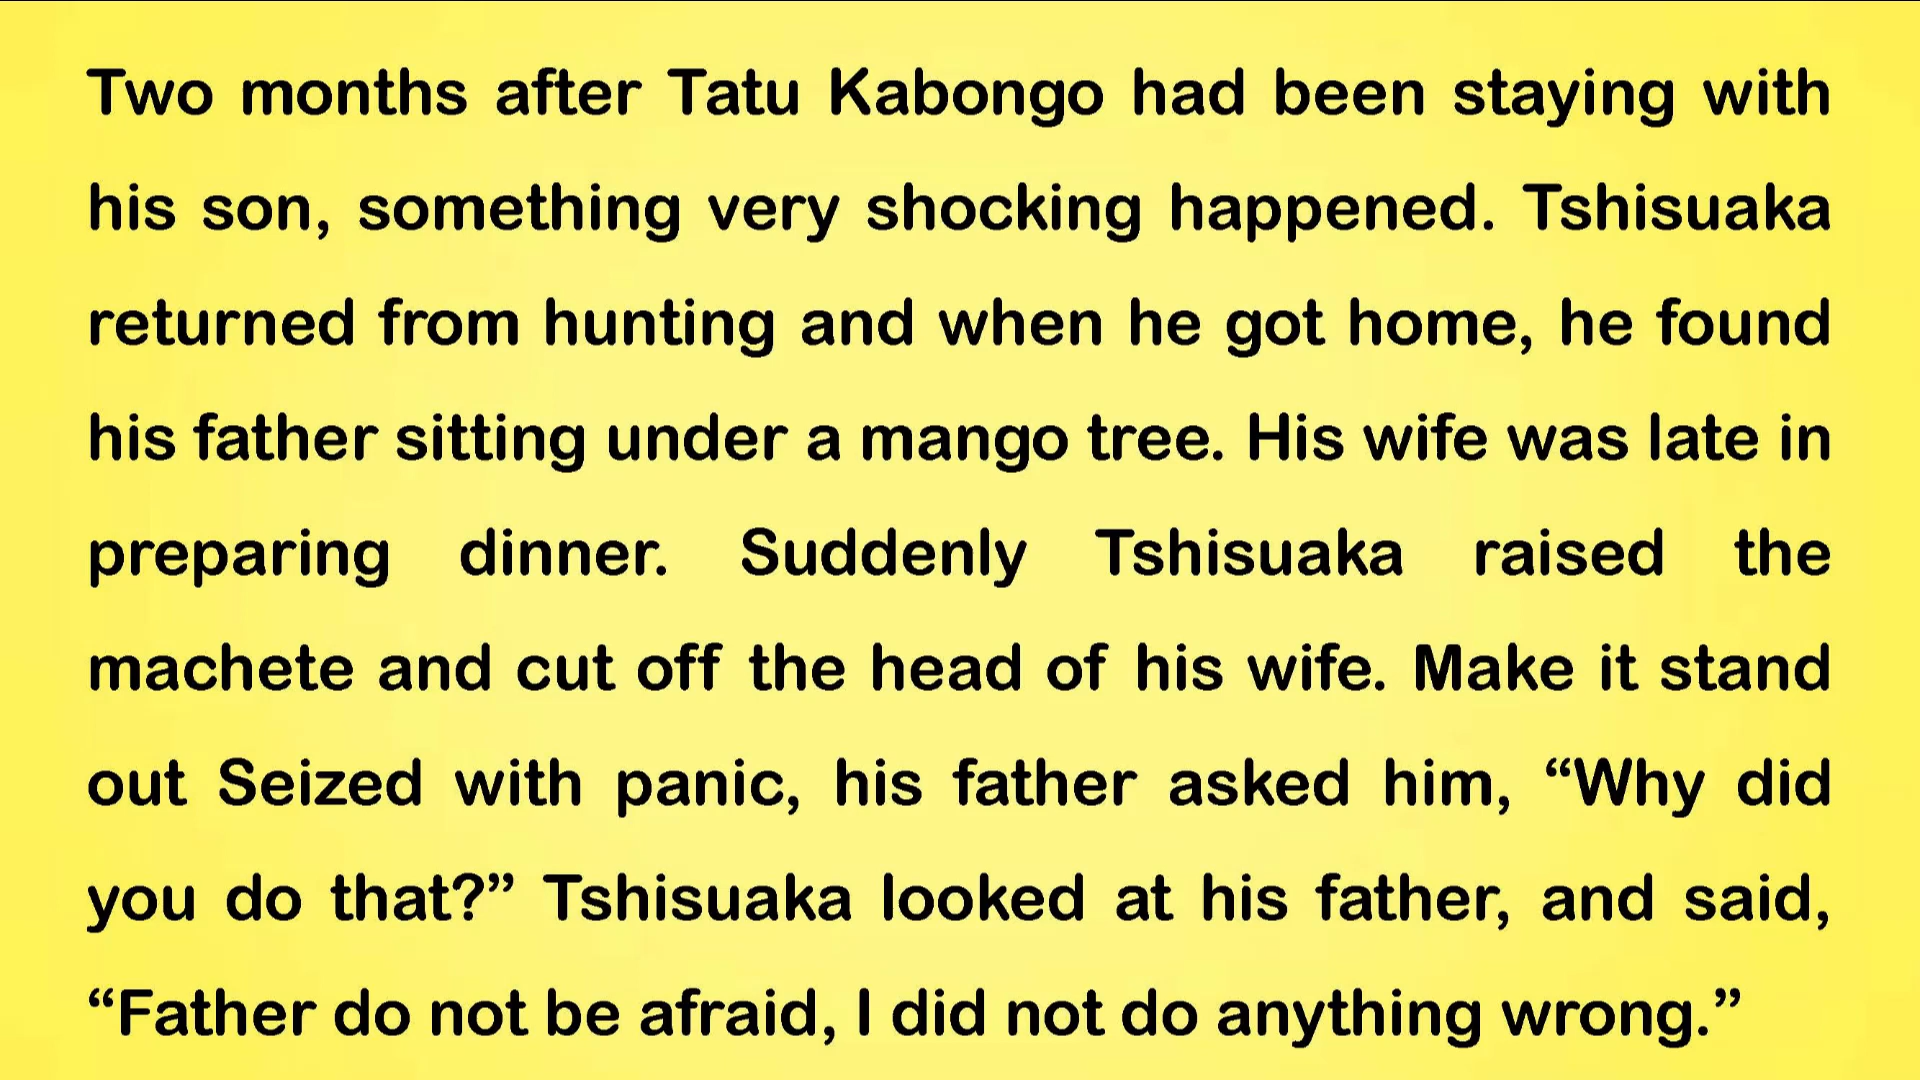 Two months after Tatu Kabongo had been staying with
his son, something very shocking happened. Tshisuaka
returned from hunting and when he got home, he found
his father sitting under a mango tree. His wife was late in
preparing dinner. Suddenly Tshisuaka raised the
machete and cut off the head of his wife. Make it stand
out Seized with panic, his father asked him, “Why did
you do that?” Tshisuaka looked at his father, and said,
“Father do not be afraid, I did not do anything wrong.”